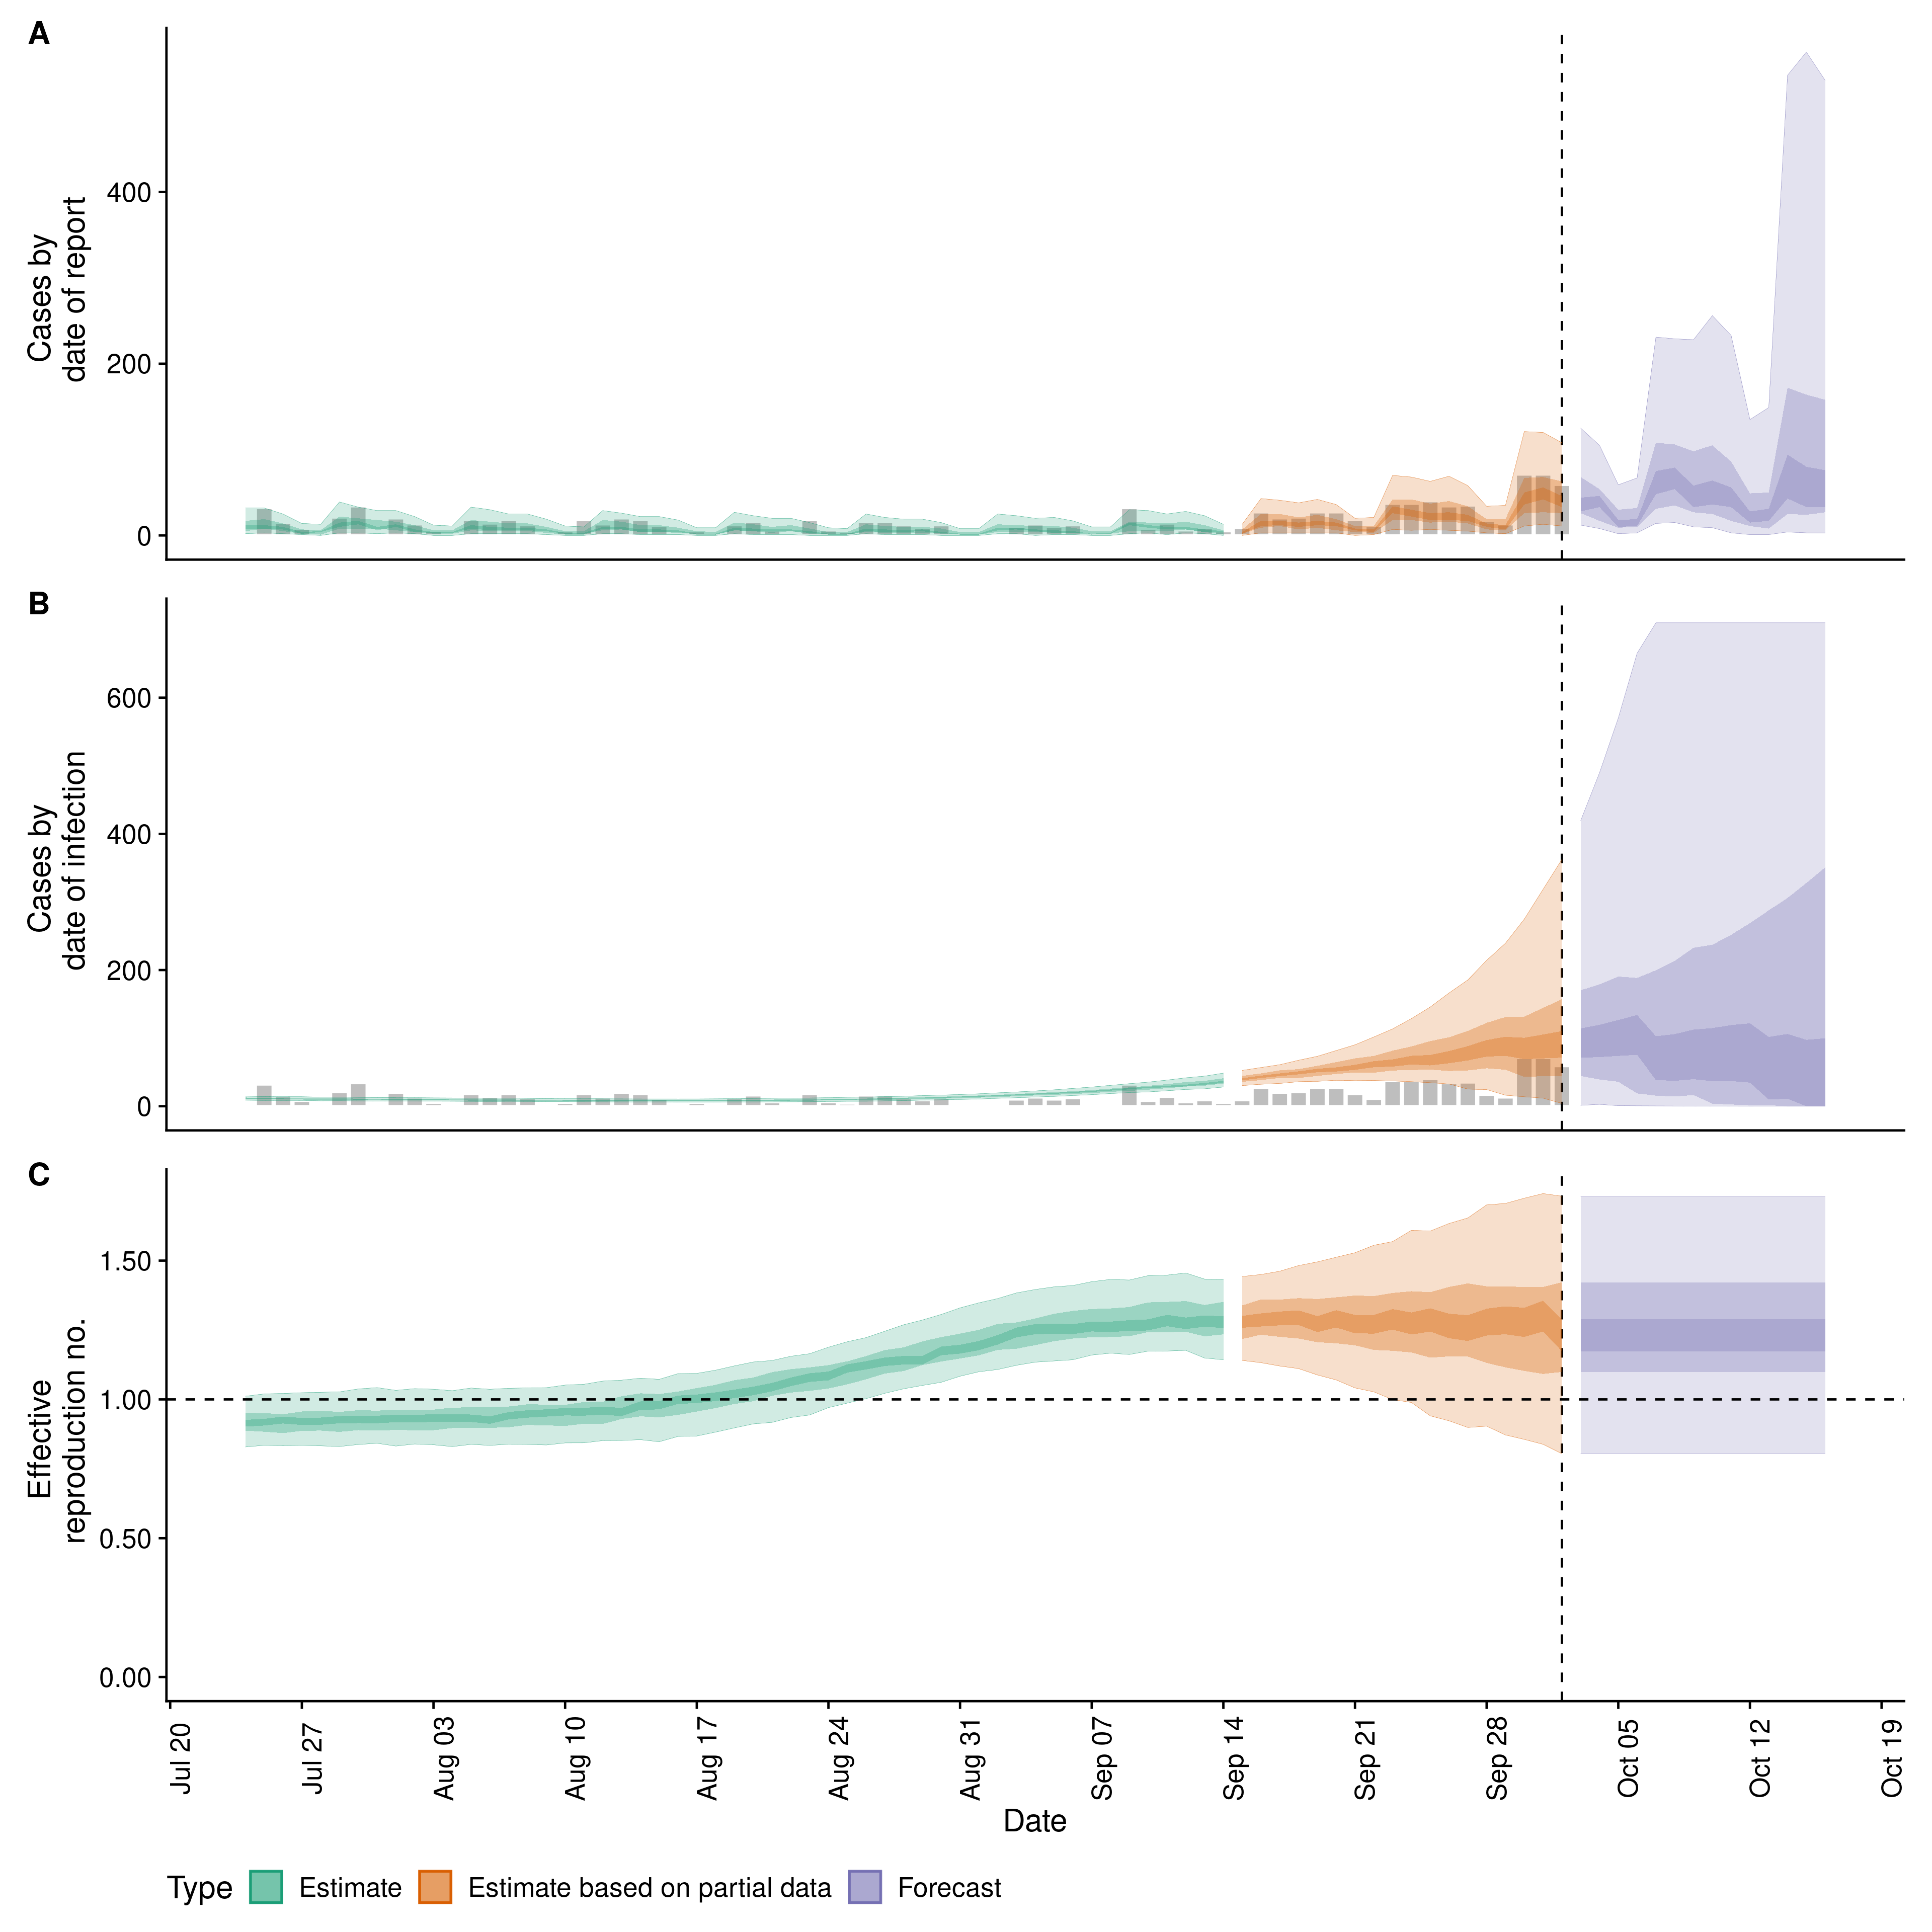 A
Cases by
date of report
400
200
0
B
Cases by
date of infection
600
400
200
0
C
Effective
reproduction no.
1.50
1.00
0.50
0.00
Jul 20
Jul 27
Aug 03
Aug 10
Aug 17
Aug 24
Aug 31
Sep 07
Sep 14
Sep 21
Sep 28
Oct 05
Oct 12
Oct 19
Date
Type Estimate Estimate based on partial data Forecast